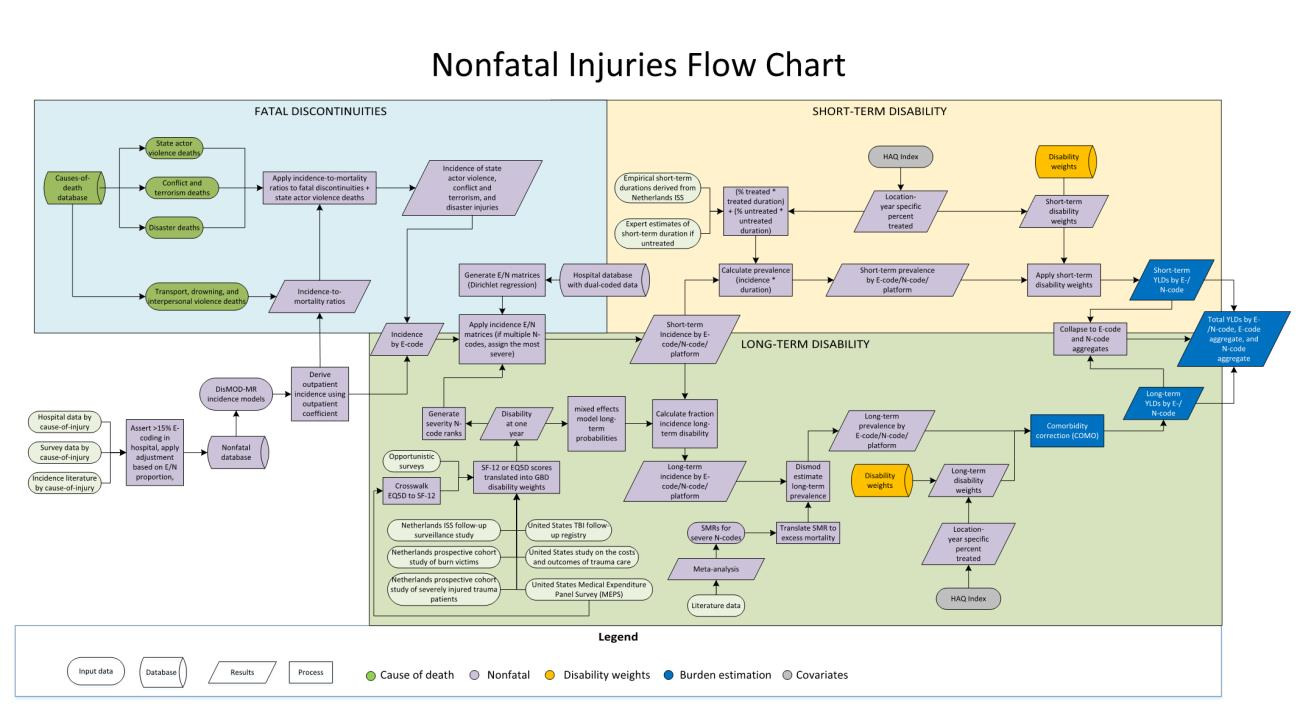 Nonfatal Injuries Flow Chart
FATAL DISCONTINUITIES
State actor
violence deaths
Causes-of-
death
database
Conflict and
terrorism deaths
Disaster deaths
Transport, drowning, and
interpersonal violence deaths
Apply incidence-to-mortality
ratios to fatal discontinuities +
state actor violence deaths
Incidence-to-
mortality ratios
Incidence of state
actor violence,
conflict and
terrorism, and
disaster injuries
Generate E/N matrices
(Dirichlet regression)
Hospital database
with dual-coded data
Incidence
by E-code
Apply incidence E/N
matrices (if multiple N-
codes, assign the most
severe)
SHORT-TERM DISABILITY
Empirical short-term
durations derived from
Netherlands ISS
Expert estimates of
short-term duration if
untreated
(% treated *
treated duration)
+ (% untreated *
untreated
duration)
HAQ Index
Location-
year specific
percent
treated
Disability
weights
Short-term
disability
weights
Calculate prevalence
(incidence *
duration)
Short-term prevalence
by E-code/N-code/
platform
Apply short-term
disability weights
Short-term
YLDs by E-/
N-code
Short-term
Incidence by E-
code/N-code/
platform
Collapse to E-code
and N-code
aggregates
Total YLDs by E-
/N-code, E-code
aggregate, and
N-code
aggregate
LONG-TERM DISABILITY
Derive
outpatient
incidence using
outpatient
coefficient
DisMOD-MR
incidence models
Hospital data by
cause-of-injury
Survey data by
cause-of-injury
Incidence literature
by cause-of-injury
Assert >15% E-
coding in
hospital, apply
adjustment
based on E/N
proportion,
Nonfatal
database
Generate
severity N-
code ranks
Disability
at one
year
mixed effects
model long-
term
probabilities
Calculate fraction
incidence long-
term disability
Long-term
prevalence by
E-code/N-code/
platform
Comorbidity
correction (COMO)
Long-term
YLDs by E-/
N-code
Opportunistic
surveys
Crosswalk
EQ5D to SF-12
SF-12 or EQ5D scores
translated into GBD
disability weights
Long-term
incidence by E-
code/N-code/
platform
Dismod
estimate
long-term
prevalence
Disability
weights
Long-term
disability
weights
Netherlands ISS follow-up
surveillance study
United States TBI follow-
up registry
Netherlands prospective cohort
study of burn victims
United States study on the costs
and outcomes of trauma care
Netherlands prospective cohort
study of severely injured trauma
patients
United States Medical Expenditure
Panel Survey (MEPS)
SMRs for
severe N-codes
Translate SMR to
excess mortality
Meta-analysis
Literature data
Location-
year specific
percent
treated
HAQ Index
Legend
Input data
Database
Results
Process
Cause of death
Nonfatal
Disability weights
Burden estimation
Covariates